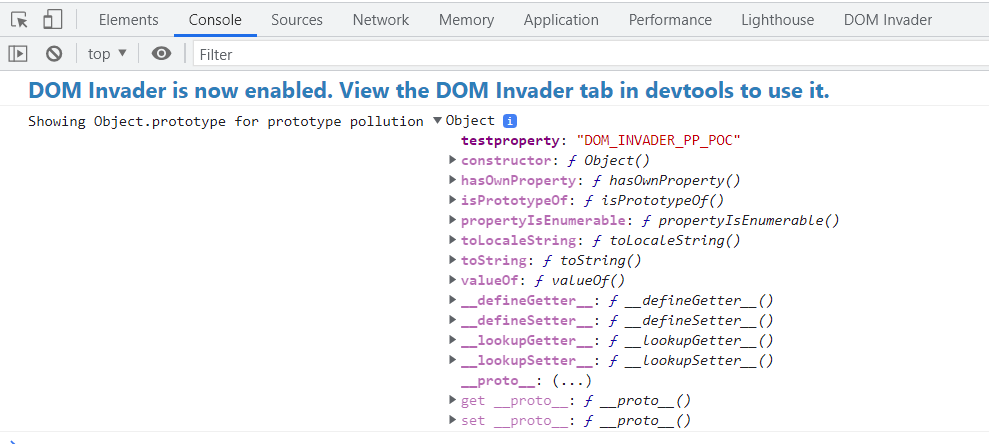 Elements Console Sources Network Memory Application Performance Lighthouse DOM Invader
top ▼ Filter
DOM Invader is now enabled. View the DOM Invader tab in devtools to use it.
Showing Object.prototype for prototype pollution ▼Object i
testproperty: "DOM_INVADER_PP_POC"
▶ constructor: ƒ Object()
▶ hasOwnProperty: ƒ hasOwnProperty()
▶ isPrototypeOf: ƒ isPrototypeOf()
▶ propertyIsEnumerable: ƒ propertyIsEnumerable()
▶ toLocaleString: ƒ toLocaleString()
▶ toString: ƒ toString()
▶ valueOf: ƒ valueOf()
▶ __defineGetter__: ƒ __defineGetter__()
▶ __defineSetter__: ƒ __defineSetter__()
▶ __lookupGetter__: ƒ __lookupGetter__()
▶ __lookupSetter__: ƒ __lookupSetter__()
__proto__: (...)
▶ get __proto__: ƒ __proto__()
▶ set __proto__: ƒ __proto__()